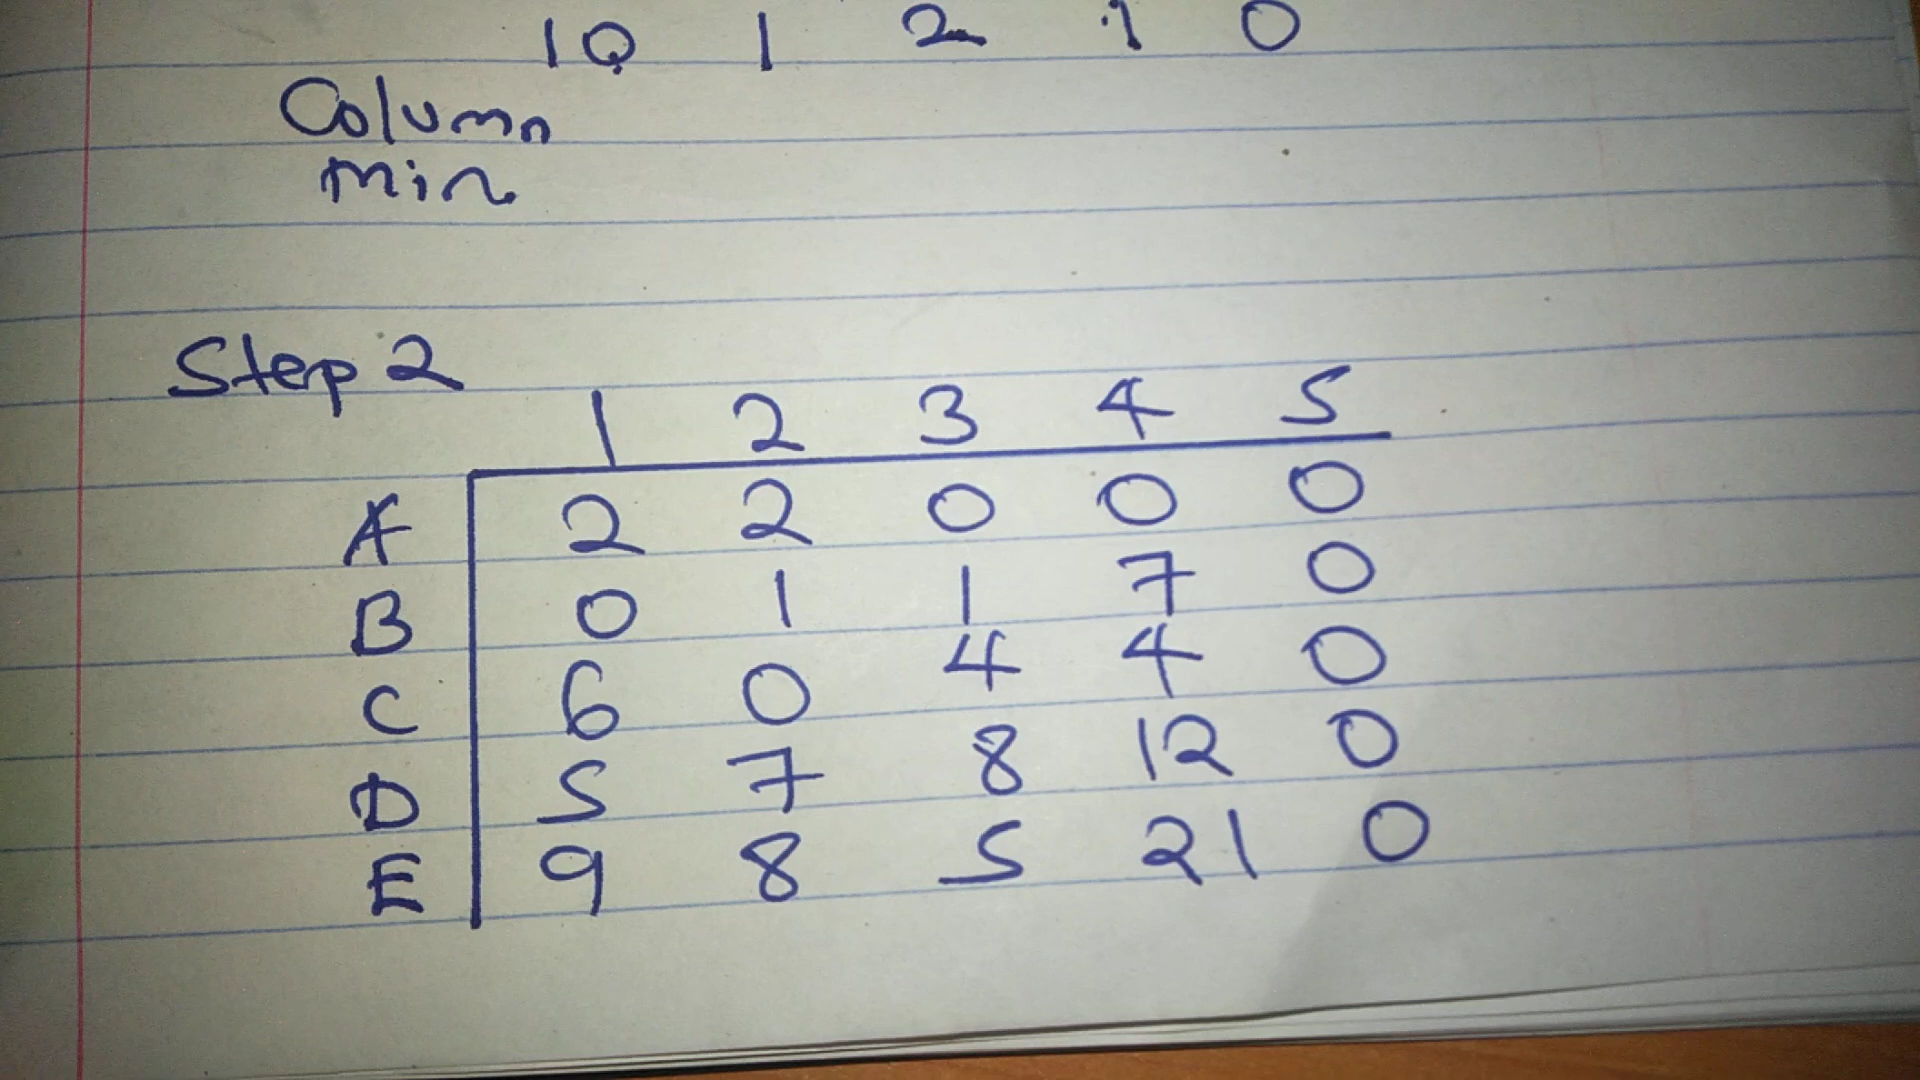 10 1 2 1 0
Column
min
Step 2
1 2 3 4 5
A 2 2 0 0 0
B 0 1 1 7 0
C 6 0 4 4 0
D 5 7 8 12 0
E 9 8 5 21 0